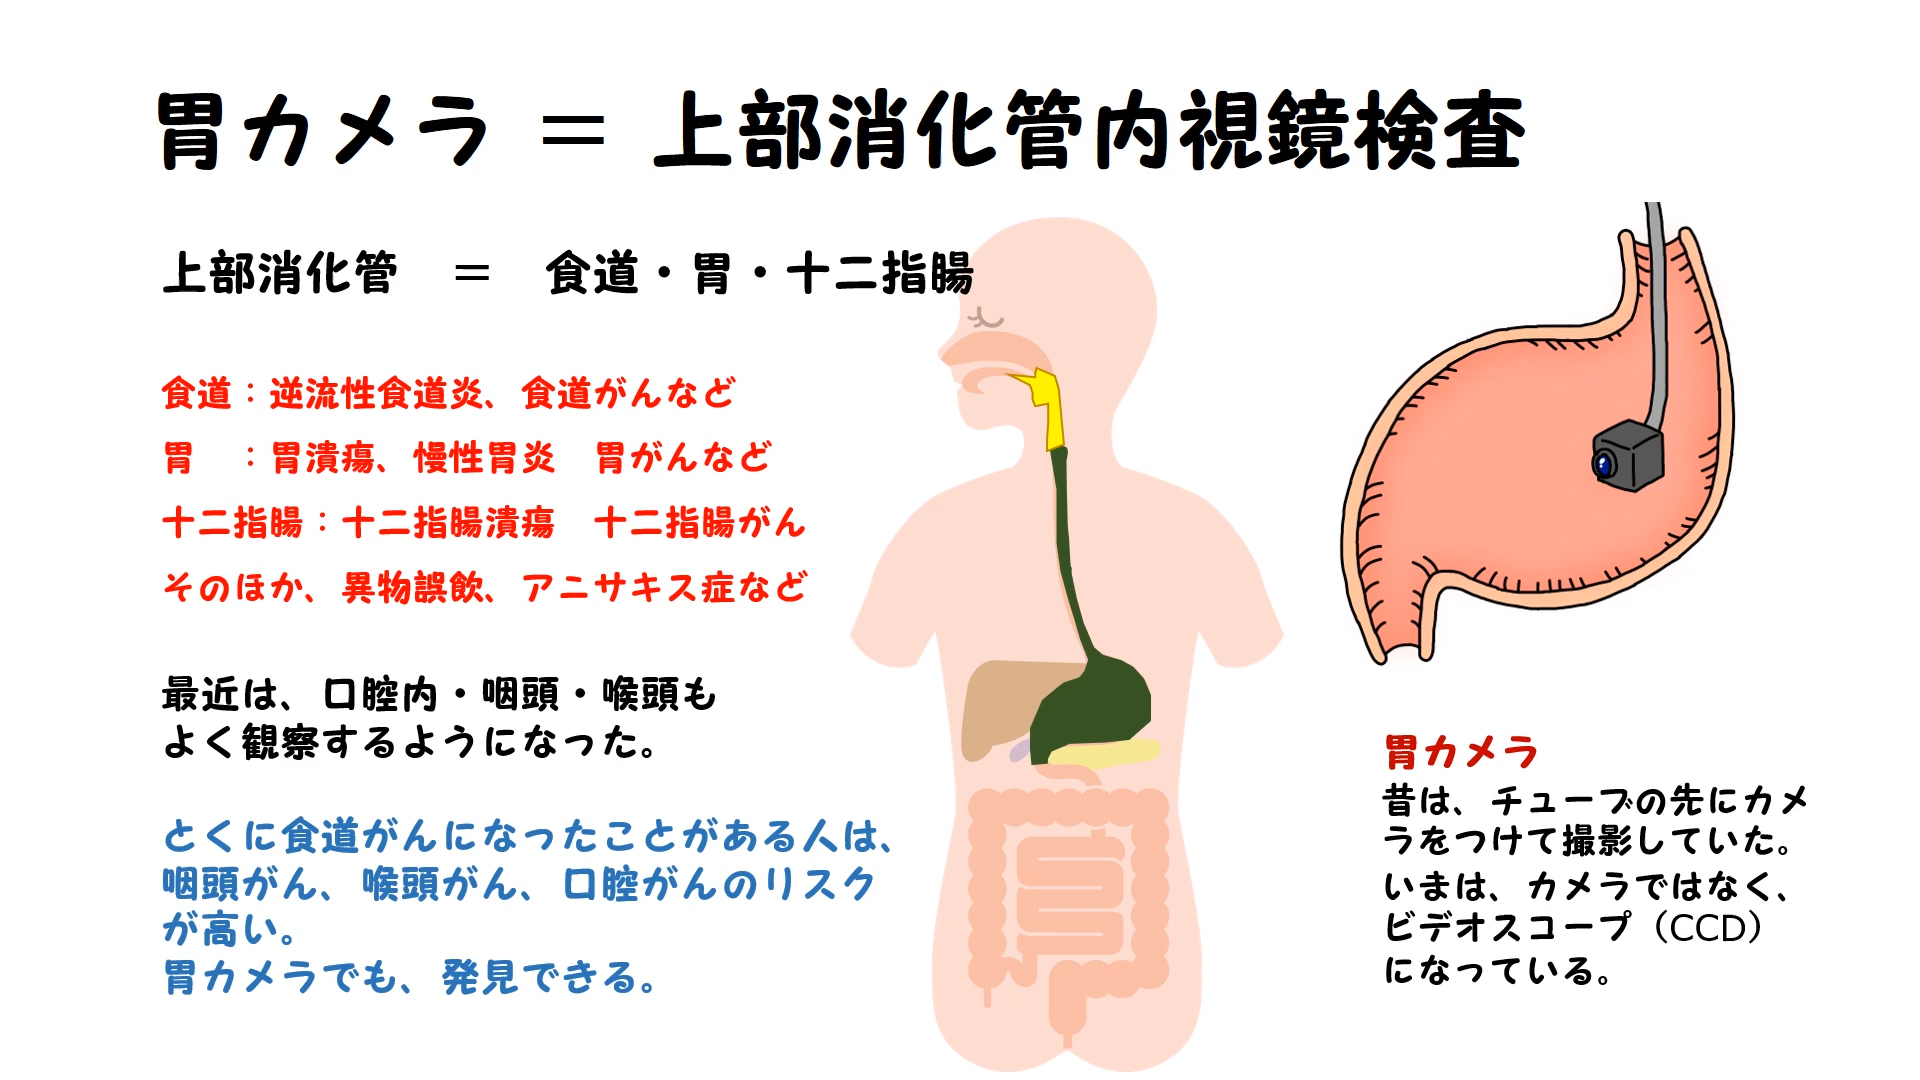 胃カメラ ＝ 上部消化管内視鏡検査
上部消化管　＝　食道・胃・十二指腸
食道：逆流性食道炎、食道がんなど
胃　：胃潰瘍、慢性胃炎　胃がんなど
十二指腸：十二指腸潰瘍　十二指腸がん
そのほか、異物誤飲、アニサキス症など
最近は、口腔内・咽頭・喉頭も
よく観察するようになった。
とくに食道がんになったことがある人は、
咽頭がん、喉頭がん、口腔がんのリスク
が高い。
胃カメラでも、発見できる。
胃カメラ
昔は、チューブの先にカメ
ラをつけて撮影していた。
いまは、カメラではなく、
ビデオスコープ（CCD）
になっている。